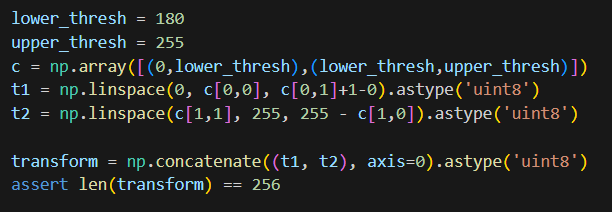 lower_thresh = 180
upper_thresh = 255
c = np.array([(0,lower_thresh),(lower_thresh,upper_thresh)])
t1 = np.linspace(0, c[0,0], c[0,1]+1-0).astype('uint8')
t2 = np.linspace(c[1,1], 255, 255 - c[1,0]).astype('uint8')
transform = np.concatenate((t1, t2), axis=0).astype('uint8')
assert len(transform) == 256